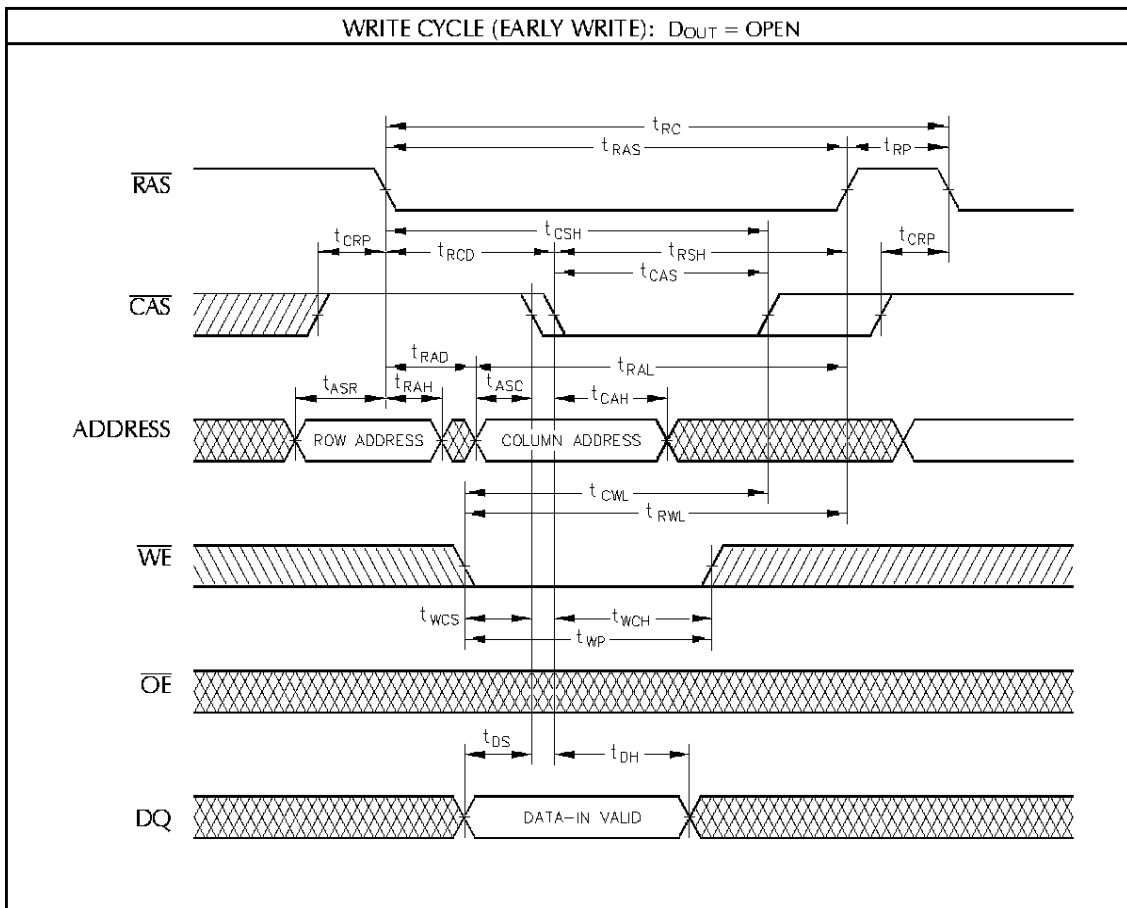 WRITE CYCLE (EARLY WRITE): DOUT = OPEN
tRC
tRAS
tRP
RAS
tCRP
tCSH
tCRP
tRCD
tRSH
tCAS
CAS
tRAD
tRAL
tASR
tRAH
tASC
tCAH
ADDRESS
ROW ADDRESS
COLUMN ADDRESS
tCWL
tRWL
WE
tWCS
tWCH
tWP
OE
tDS
tDH
DQ
DATA-IN VALID